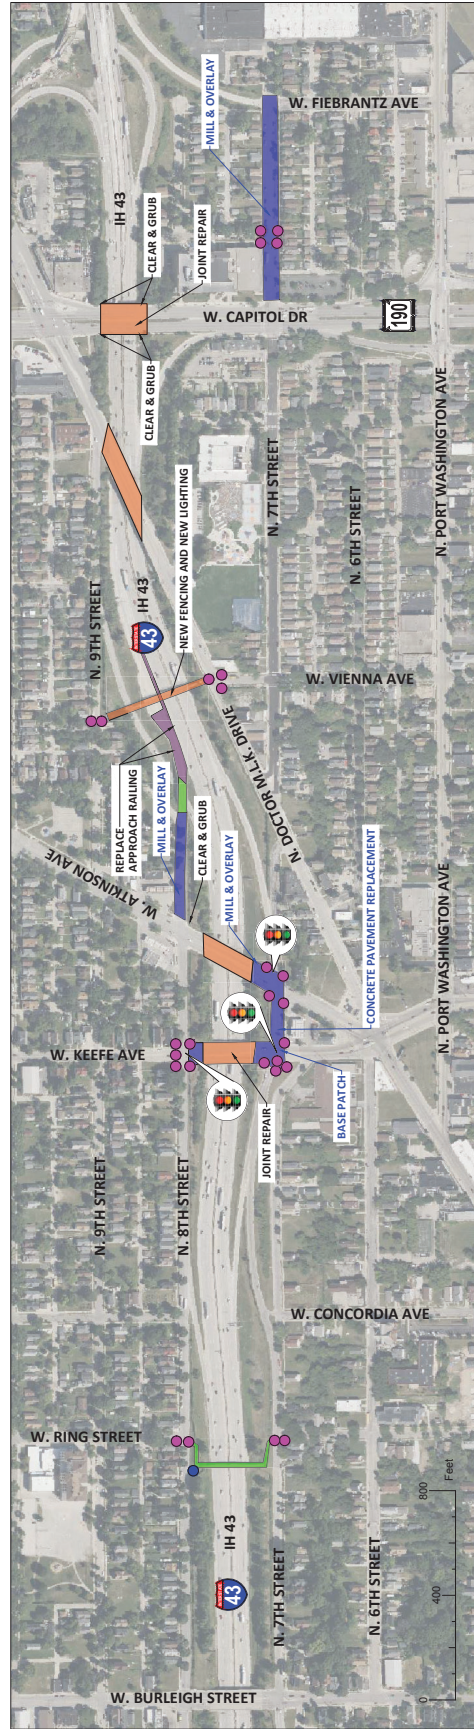 W. FIEBRANTZ AVE
MILL & OVERLAY
IH 43
CLEAR & GRUB
JOINT REPAIR
W. CAPITOL DR
190
CLEAR & GRUB
N. PORT WASHINGTON AVE
N. 7TH STREET
N. 6TH STREET
NEW FENCING AND NEW LIGHTING
N. 9TH STREET
IH 43
INTERSTATE
43
W. VIENNA AVE
N. DOCTOR M.L.K. DRIVE
REPLACE
APPROACH RAILING
MILL & OVERLAY
CLEAR & GRUB
W. ATKINSON AVE
MILL & OVERLAY
CONCRETE PAVEMENT REPLACEMENT
N. PORT WASHINGTON AVE
W. KEEFE AVE
BASE PATCH
JOINT REPAIR
N. 9TH STREET
N. 8TH STREET
W. CONCORDIA AVE
W. RING STREET
IH 43
INTERSTATE
43
N. 7TH STREET
N. 6TH STREET
W. BURLEIGH STREET
0
400
800
Feet